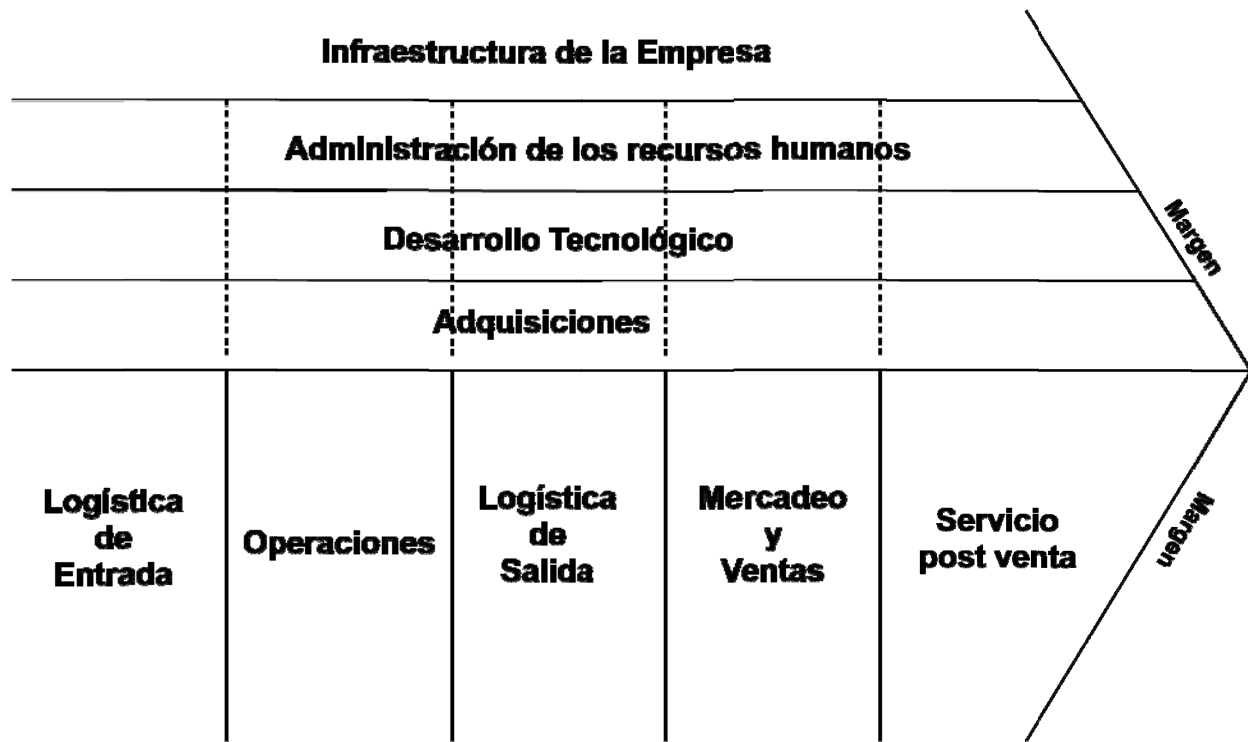 Infraestructura de la Empresa
Administración de los recursos humanos
Desarrollo Tecnológico
Adquisiciones
Margen
Logística
de
Entrada
Operaciones
Logística
de
Salida
Mercadeo
y
Ventas
Servicio
post venta
Margen